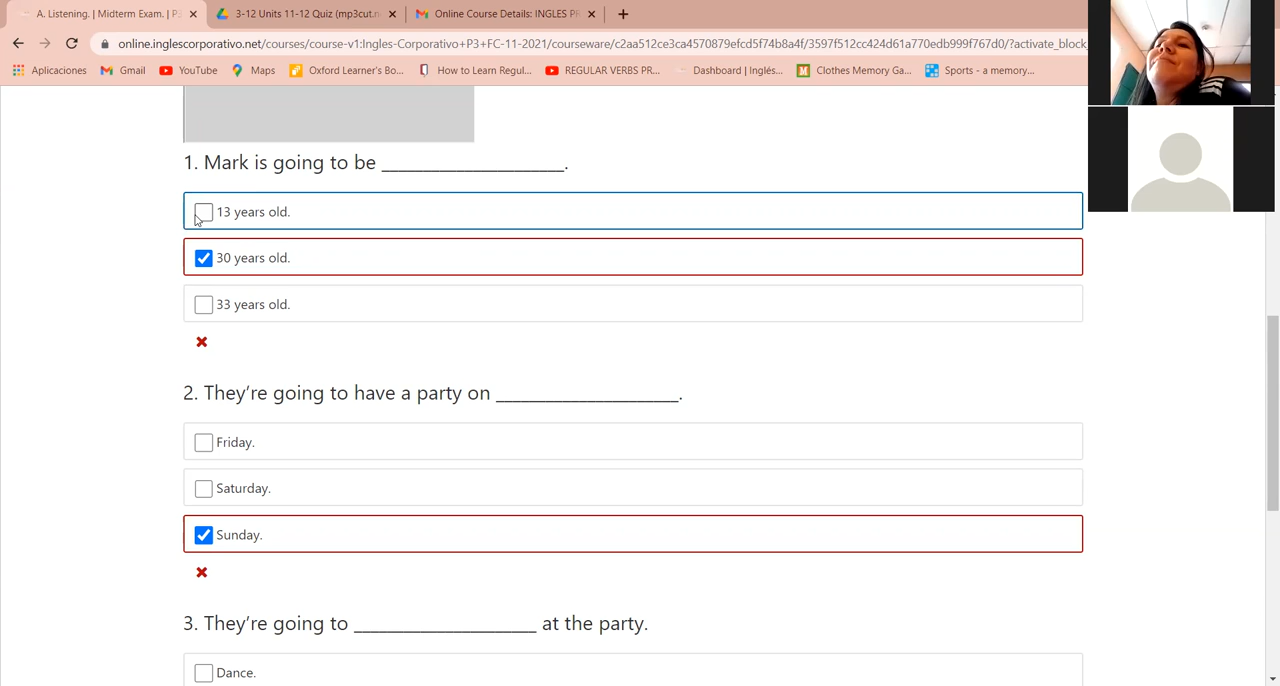 A. Listening. | Midterm Exam. | P3
3-12 Units 11-12 Quiz (mp3cut.n
Online Course Details: INGLES PR
online.inglescorporativo.net/courses/course-v1:Ingles-Corporativo+P3+FC-11-2021/courseware/c2aa512ce3ca4570879efcd5f74b8a4f/3597f512cc424d61a770edb999f767d0/?activate_block_
Aplicaciones
Gmail
YouTube
Maps
Oxford Learner's Bo...
How to Learn Regul...
REGULAR VERBS PR...
Dashboard | Inglés...
Clothes Memory Ga...
Sports - a memory...
1. Mark is going to be ____________________.
13 years old.
30 years old.
33 years old.
2. They’re going to have a party on ____________________.
Friday.
Saturday.
Sunday.
3. They’re going to ____________________ at the party.
Dance.